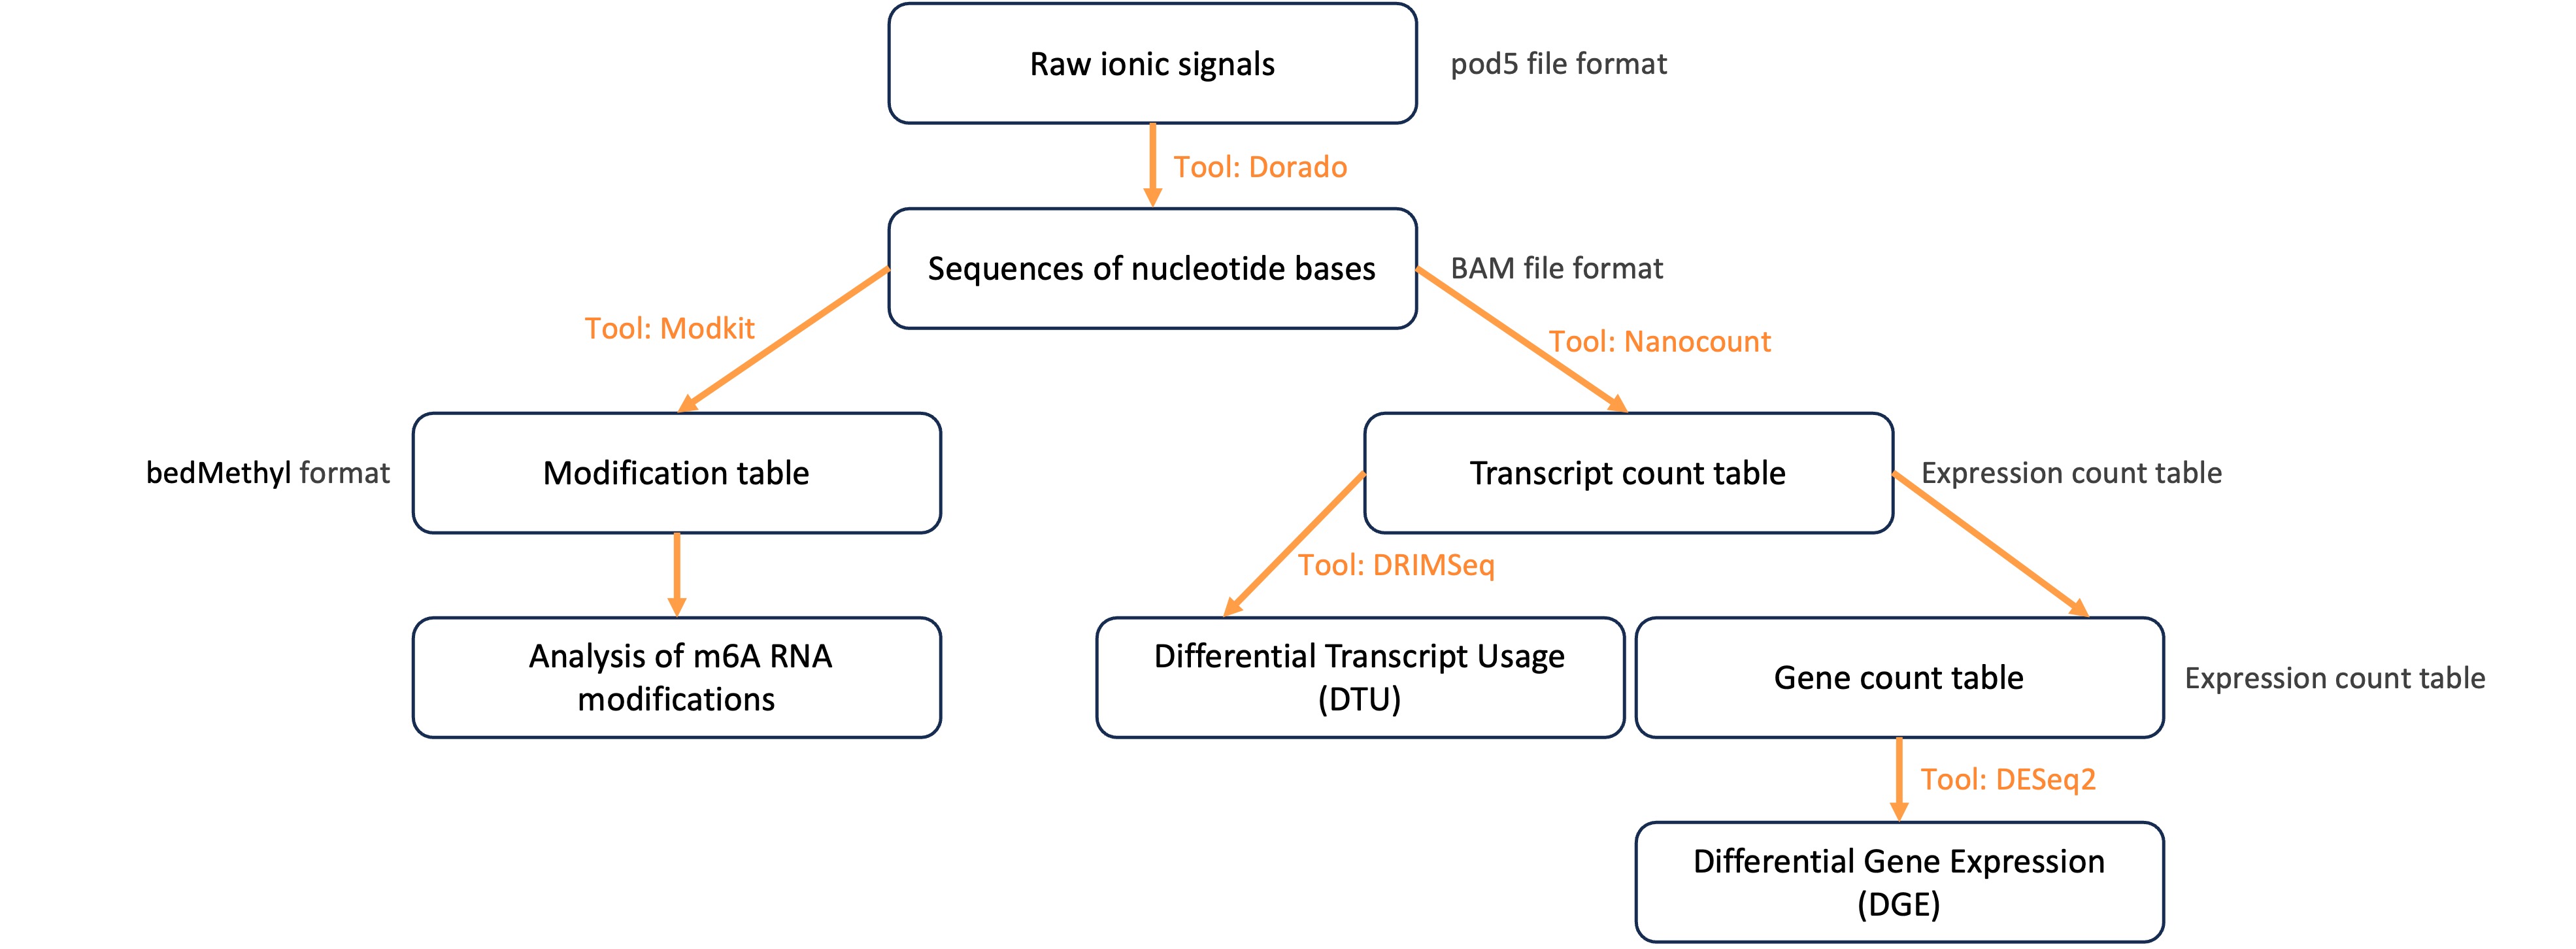 Raw ionic signals
pod5 file format
Tool: Dorado
Sequences of nucleotide bases
BAM file format
Tool: Modkit
Tool: Nanocount
bedMethyl format
Modification table
Transcript count table
Expression count table
Tool: DRIMSeq
Analysis of m6A RNA
modifications
Differential Transcript Usage
(DTU)
Gene count table
Expression count table
Tool: DESeq2
Differential Gene Expression
(DGE)